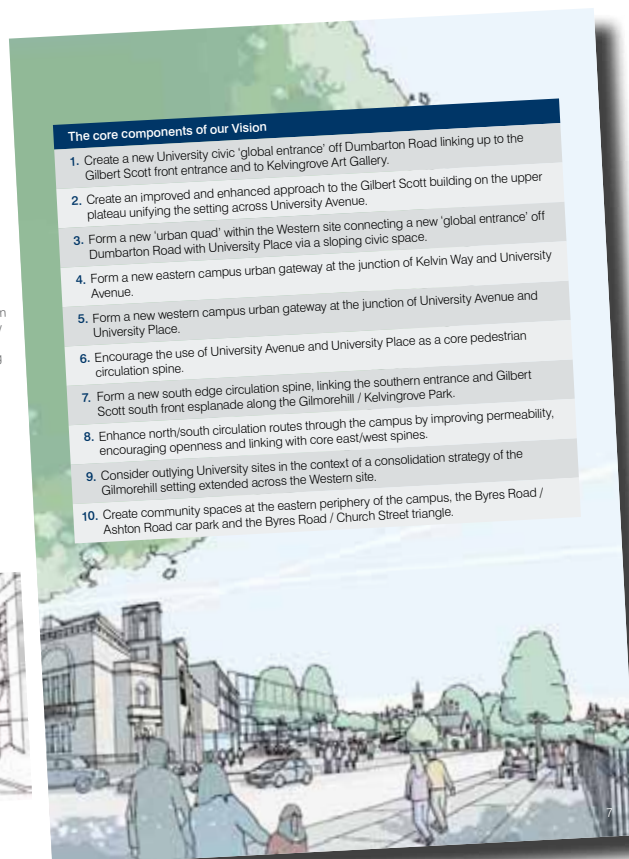 The core components of our Vision
1. Create a new University civic 'global entrance' off Dumbarton Road linking up to the
Gilbert Scott front entrance and to Kelvingrove Art Gallery.
2. Create an improved and enhanced approach to the Gilbert Scott building on the upper
plateau unifying the setting across University Avenue.
3. Form a new 'urban quad' within the Western site connecting a new 'global entrance' off
Dumbarton Road with University Place via a sloping civic space.
4. Form a new eastern campus urban gateway at the junction of Kelvin Way and University
Avenue.
5. Form a new western campus urban gateway at the junction of University Avenue and
University Place.
6. Encourage the use of University Avenue and University Place as a core pedestrian
circulation spine.
7. Form a new south edge circulation spine, linking the southern entrance and Gilbert
Scott south front esplanade along the Gilmorehill / Kelvingrove Park.
8. Enhance north/south circulation routes through the campus by improving permeability,
encouraging openness and linking with core east/west spines.
9. Consider outlying University sites in the context of a consolidation strategy of the
Gilmorehill setting extended across the Western site.
10. Create community spaces at the eastern periphery of the campus, the Byres Road /
Ashton Road car park and the Byres Road / Church Street triangle.
7